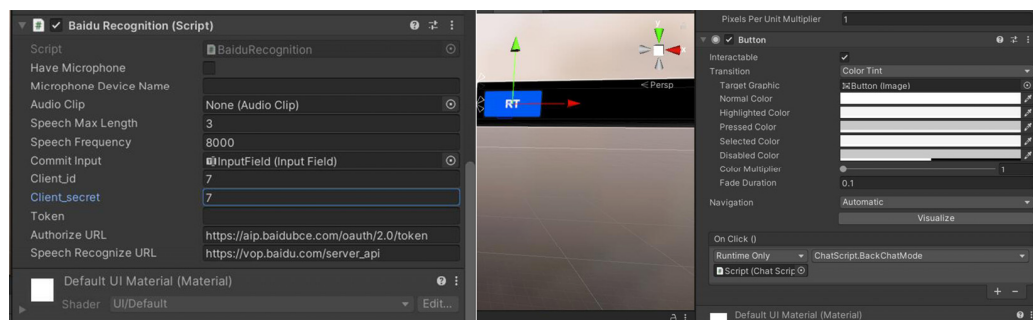 Baidu Recognition (Script)
Script
BaiduRecognition
Have Microphone
Microphone Device Name
Audio Clip
None (Audio Clip)
Speech Max Length
3
Speech Frequency
8000
Commit Input
InputField (Input Field)
Client_id
7
Client_secret
7
Token
Authorize URL
https://aip.baidubce.com/oauth/2.0/token
Speech Recognize URL
https://vop.baidu.com/server_api
Default UI Material (Material)
Shader
UI/Default
Edit...
y
x
Persp
RT
Pixels Per Unit Multiplier
1
Button
Interactable
Transition
Color Tint
Target Graphic
Button (Image)
Normal Color
Highlighted Color
Pressed Color
Selected Color
Disabled Color
Color Multiplier
1
Fade Duration
0.1
Navigation
Automatic
Visualize
On Click ()
Runtime Only
ChatScript.BackChatMode
Script (Chat Scrip
Default UI Material (Material)